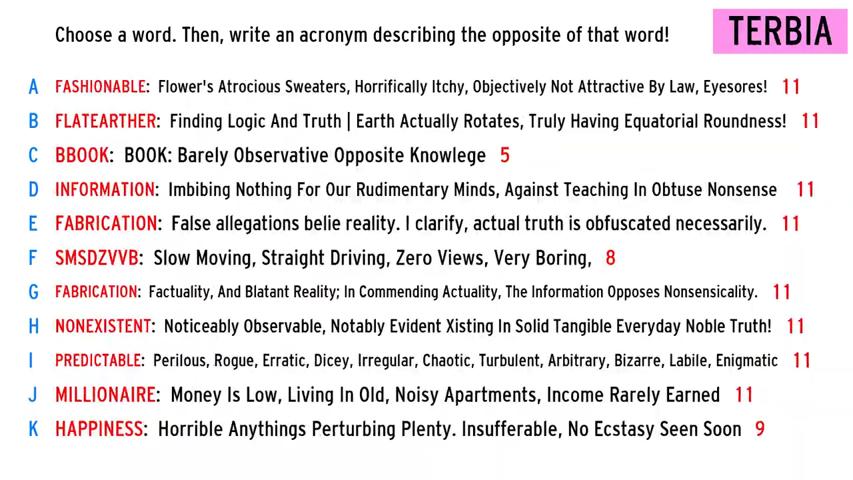 Choose a word. Then, write an acronym describing the opposite of that word!
TERBIA
A FASHIONABLE: Flower's Atrocious Sweaters, Horrifically Itchy, Objectively Not Attractive By Law, Eyesores! 11
B FLATEARTHER: Finding Logic And Truth | Earth Actually Rotates, Truly Having Equatorial Roundness! 11
C BBOOK: BOOK: Barely Observative Opposite Knowlege 5
D INFORMATION: Imbibing Nothing For Our Rudimentary Minds, Against Teaching In Obtuse Nonsense 11
E FABRICATION: False allegations belie reality. I clarify, actual truth is obfuscated necessarily. 11
F SMSDZVVB: Slow Moving, Straight Driving, Zero Views, Very Boring, 8
G FABRICATION: Factuality, And Blatant Reality; In Commending Actuality, The Information Opposes Nonsensicality. 11
H NONEXISTENT: Noticeably Observable, Notably Evident Xisting In Solid Tangible Everyday Noble Truth! 11
I PREDICTABLE: Perilous, Rogue, Erratic, Dicey, Irregular, Chaotic, Turbulent, Arbitrary, Bizarre, Labile, Enigmatic 11
J MILLIONAIRE: Money Is Low, Living In Old, Noisy Apartments, Income Rarely Earned 11
K HAPPINESS: Horrible Anythings Perturbing Plenty. Insufferable, No Ecstasy Seen Soon 9